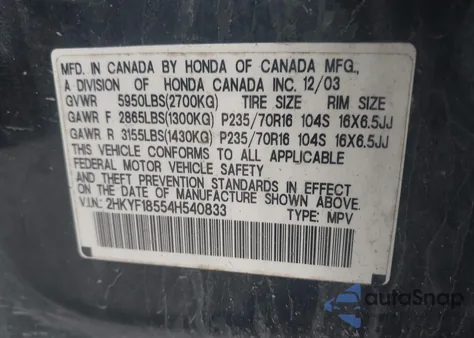 MFD. IN CANADA BY HONDA OF CANADA MFG.,
A DIVISION OF HONDA CANADA INC. 12/03
GVWR 5950LBS(2700KG) TIRE SIZE RIM SIZE
GAWR F 2865LBS(1300KG) P235/70R16 104S 16X6.5JJ
GAWR R 3155LBS(1430KG) P235/70R16 104S 16X6.5JJ
THIS VEHICLE CONFORMS TO ALL APPLICABLE
FEDERAL MOTOR VEHICLE SAFETY
AND THEFT PREVENTION STANDARDS IN EFFECT
ON THE DATE OF MANUFACTURE SHOWN ABOVE.
V.I.N.: 2HKYF18554H540833 TYPE: MPV
autoSnap